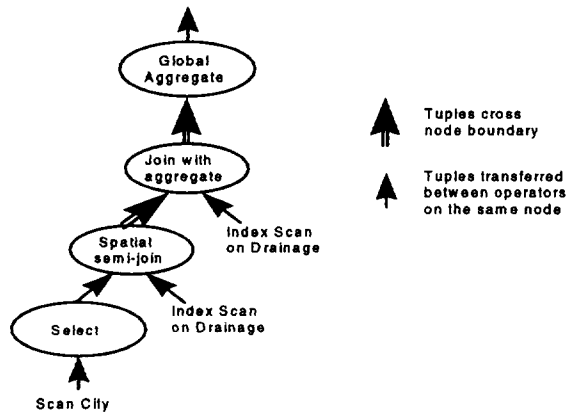 Global
Aggregate
Tuples cross
node boundary
Join with
aggregate
Tuples transferred
between operators
on the same node
Index Scan
on Drainage
Spatial
semi-join
Index Scan
on Drainage
Select
Scan City